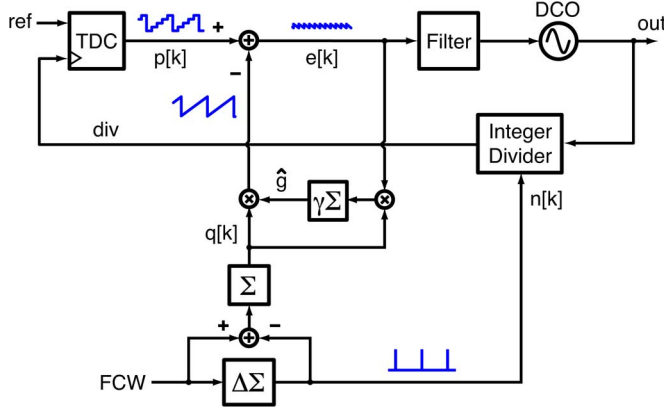 DCO
ref
TDC
+
p[k]
+
e[k]
Filter
out
−
div
Integer
Divider
ĝ
×
γΣ
×
n[k]
q[k]
Σ
+
+
−
FCW
ΔΣ